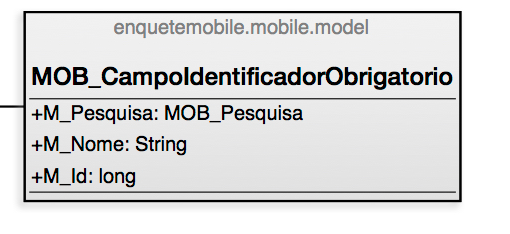 enquetemobile.mobile.model
MOB_CampoIdentificadorObrigatorio
+M_Pesquisa: MOB_Pesquisa
+M_Nome: String
+M_Id: long